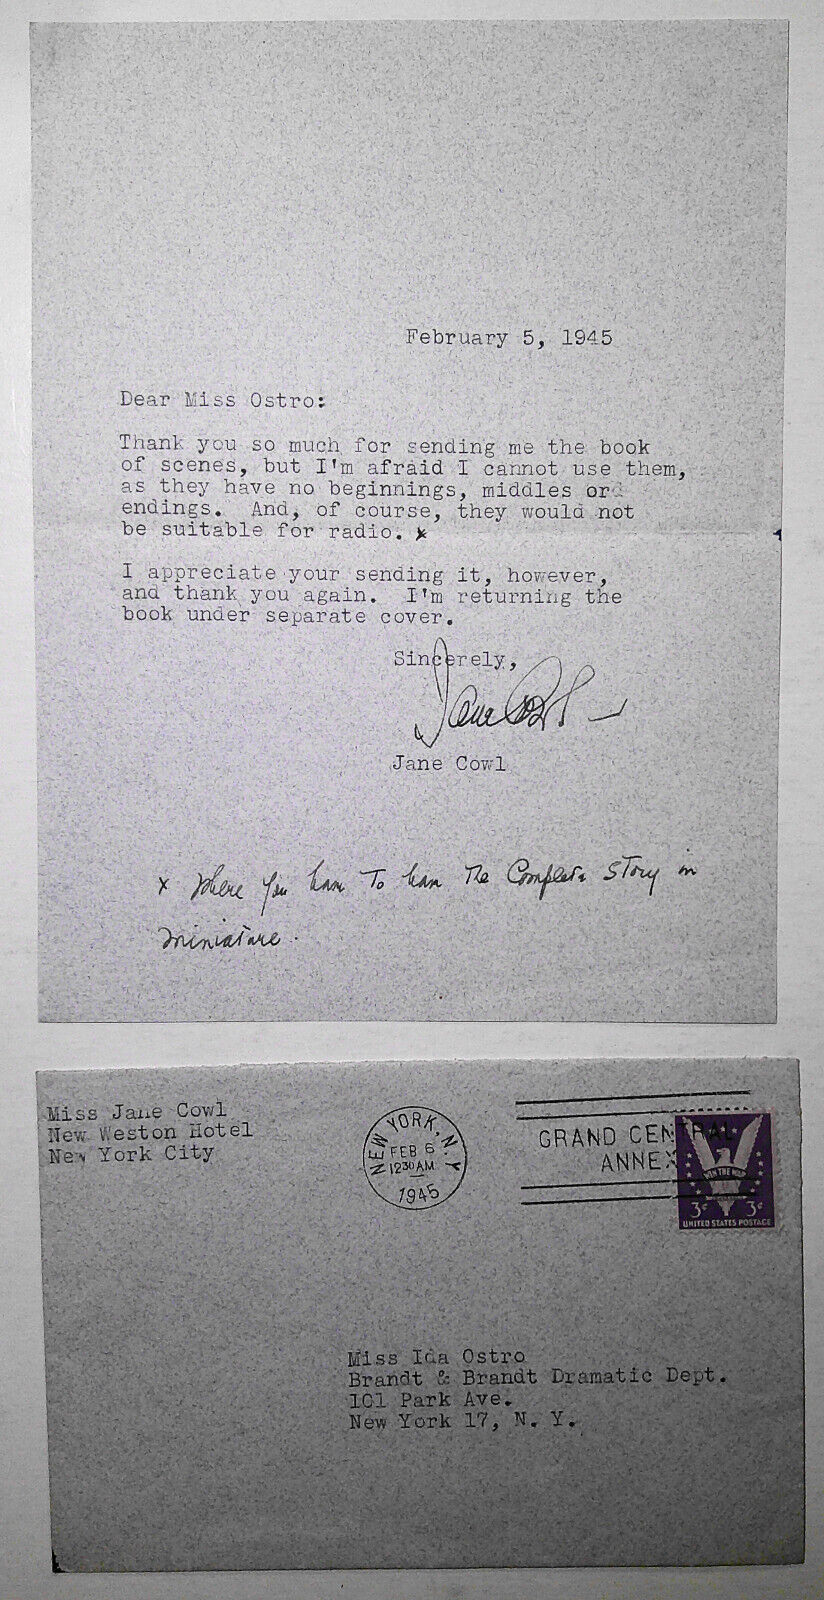 February 5, 1945
Dear Miss Ostro:
Thank you so much for sending me the book
of scenes, but I'm afraid I cannot use them,
as they have no beginnings, middles or
endings. And, of course, they would not
be suitable for radio. x
I appreciate your sending it, however,
and thank you again. I'm returning the
book under separate cover.
Sincerely,
Jane Cowl
Jane Cowl
x Where you have to have the Complete Story in
miniature.
Miss Jane Cowl
New Weston Hotel
New York City
NEW YORK, N.Y.
FEB 6
1230 AM
1945
GRAND CENTRAL
ANNEX
WIN THE WAR
3¢ 3¢
UNITED STATES POSTAGE
Miss Ida Ostro
Brandt & Brandt Dramatic Dept.
101 Park Ave.
New York 17, N. Y.